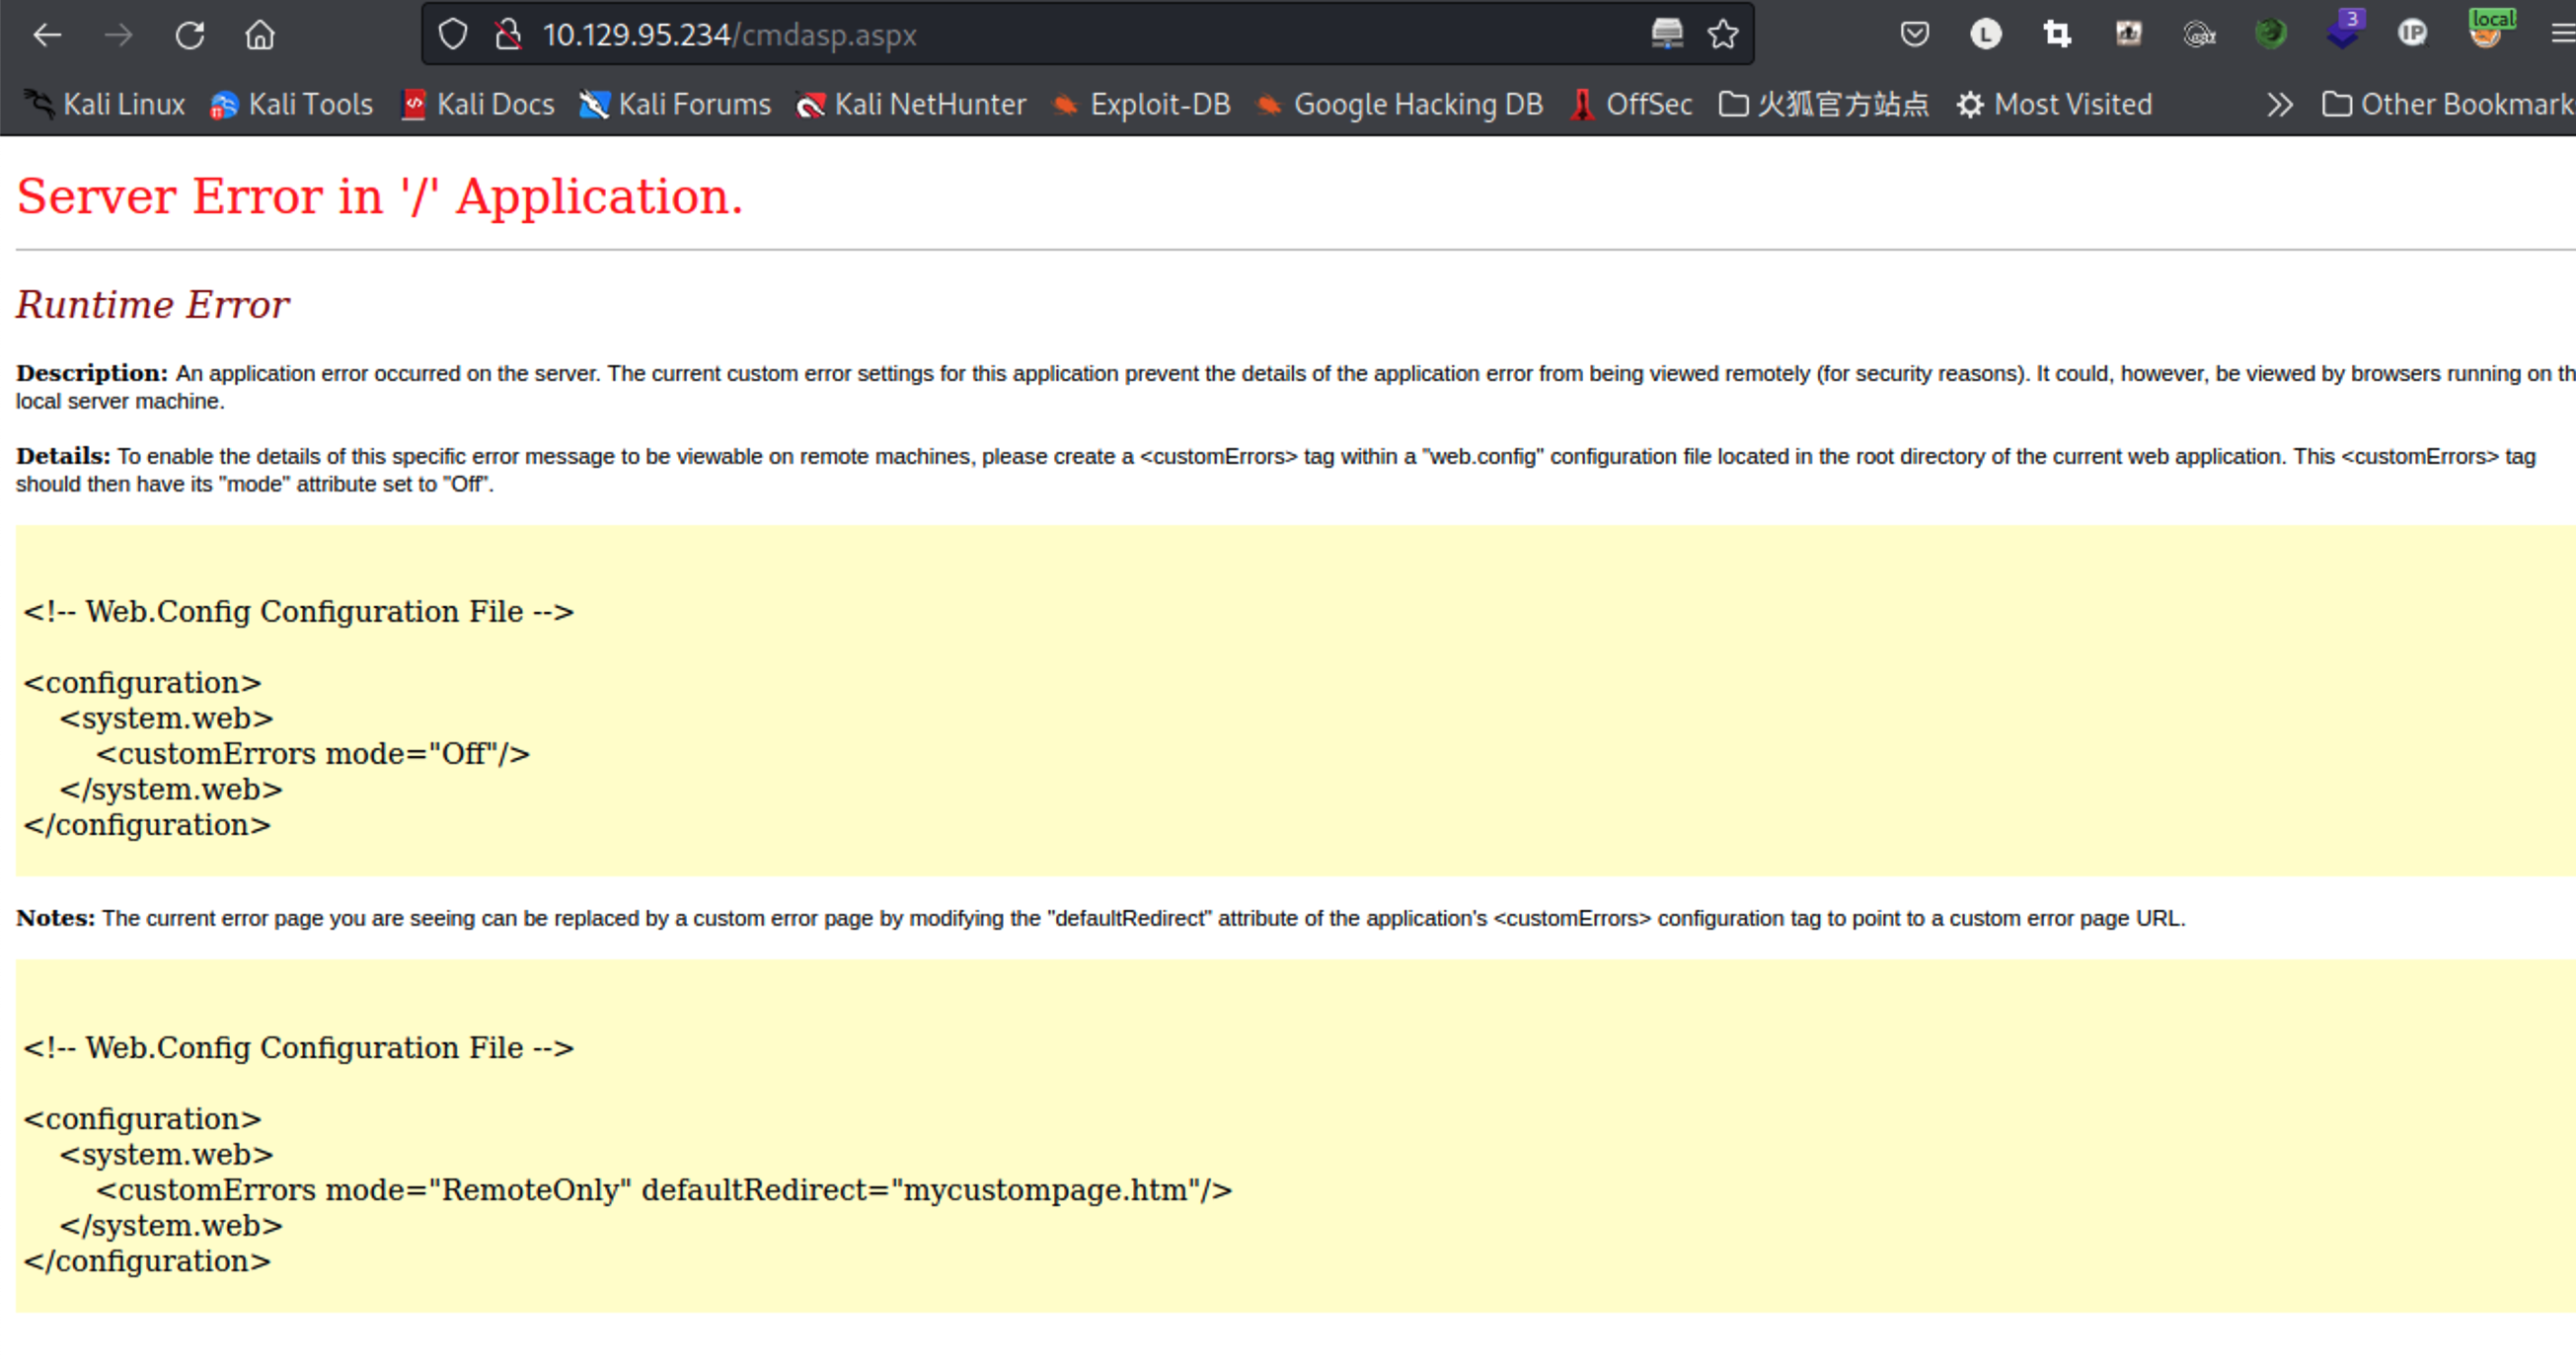 10.129.95.234/cmdasp.aspx
L
3
IP
local
Kali Linux Kali Tools Kali Docs Kali Forums Kali NetHunter Exploit-DB Google Hacking DB OffSec 火狐官方站点 Most Visited Other Bookmark
Server Error in '/' Application.
Runtime Error
Description: An application error occurred on the server. The current custom error settings for this application prevent the details of the application error from being viewed remotely (for security reasons). It could, however, be viewed by browsers running on th
local server machine.
Details: To enable the details of this specific error message to be viewable on remote machines, please create a <customErrors> tag within a "web.config" configuration file located in the root directory of the current web application. This <customErrors> tag
should then have its "mode" attribute set to "Off".
<!-- Web.Config Configuration File -->
<configuration>
    <system.web>
        <customErrors mode="Off"/>
    </system.web>
</configuration>
Notes: The current error page you are seeing can be replaced by a custom error page by modifying the "defaultRedirect" attribute of the application's <customErrors> configuration tag to point to a custom error page URL.
<!-- Web.Config Configuration File -->
<configuration>
    <system.web>
        <customErrors mode="RemoteOnly" defaultRedirect="mycustompage.htm"/>
    </system.web>
</configuration>